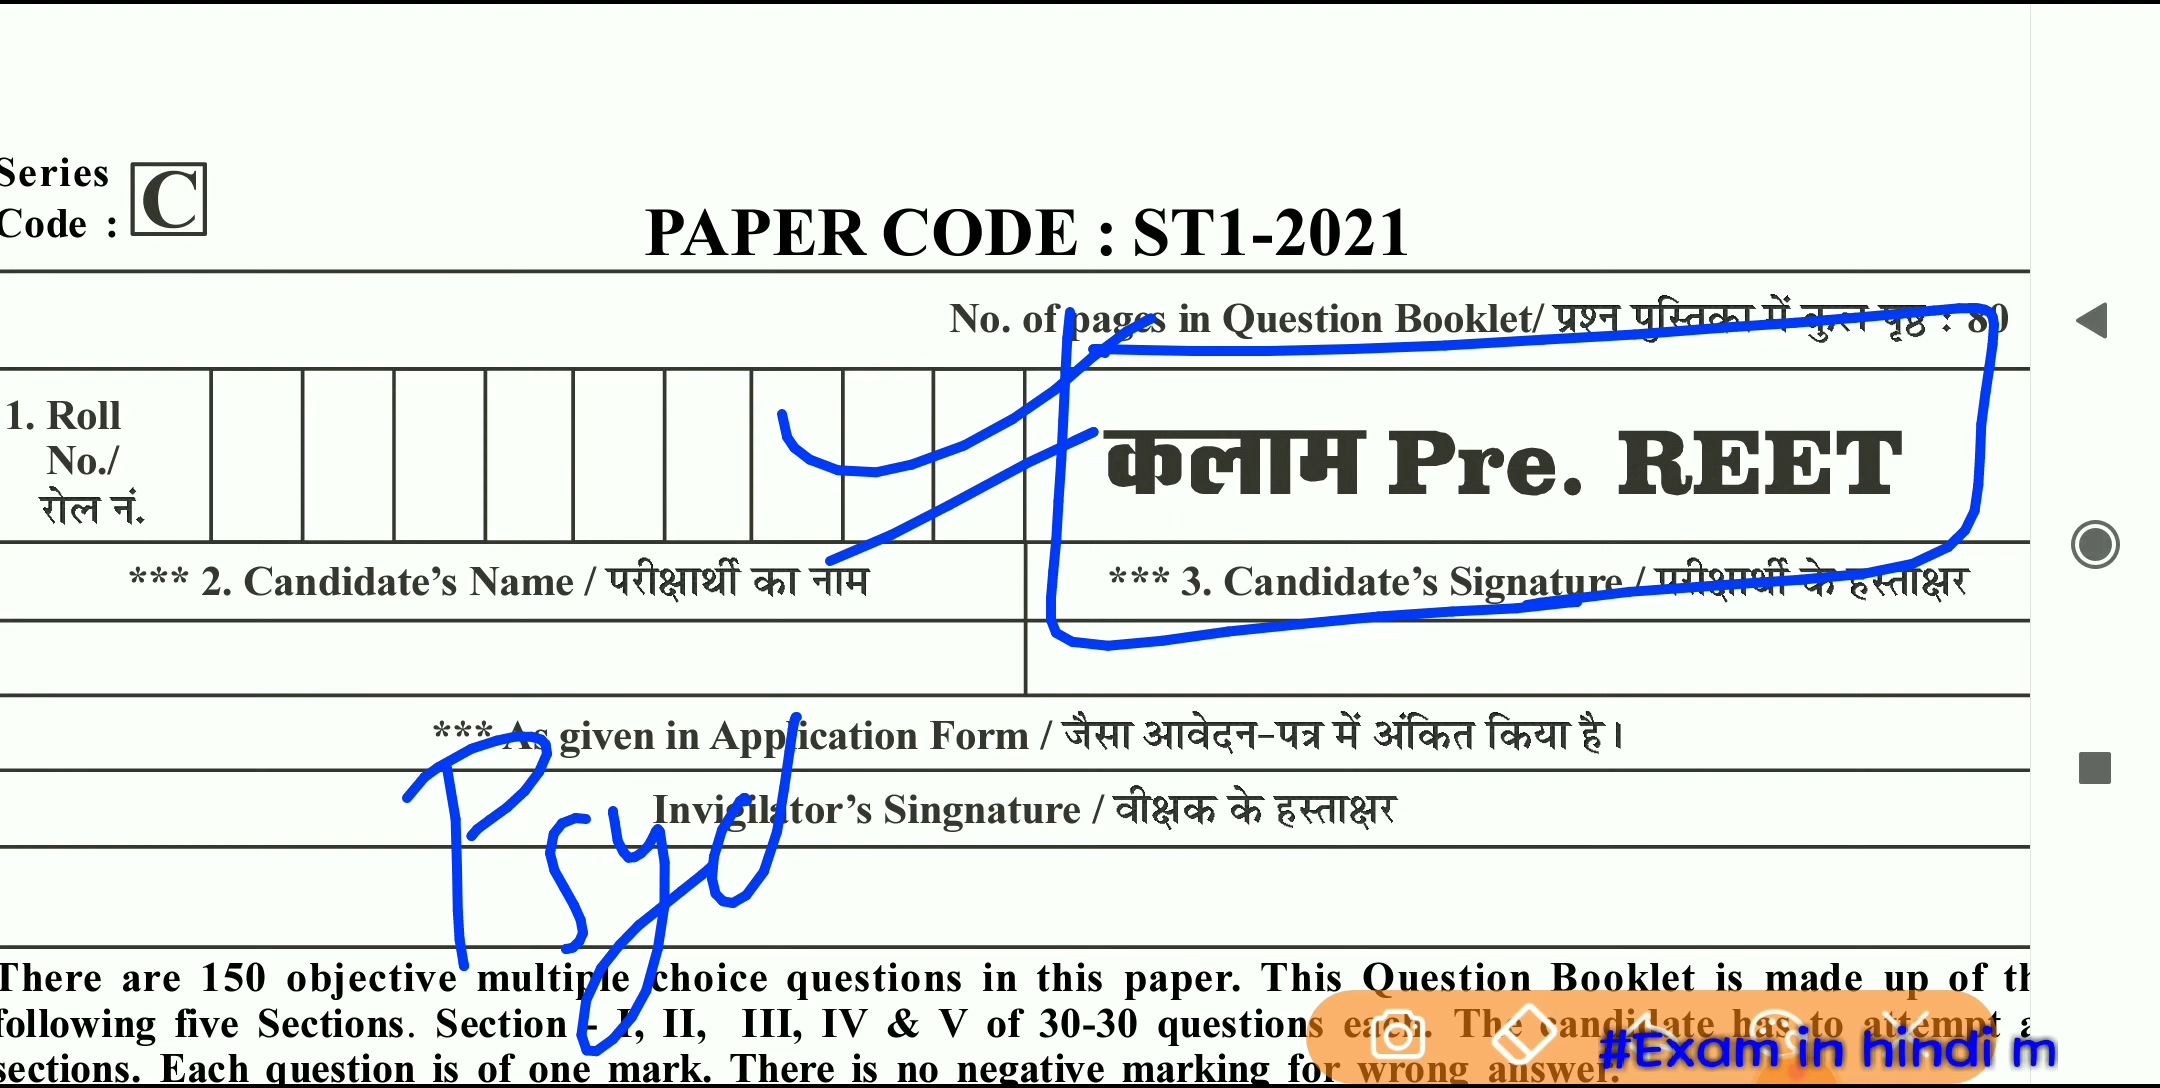 Series
Code : C
PAPER CODE : ST1-2021
No. of pages in Question Booklet/ प्रश्न पुस्तिका में कुल पृष्ठ : 80
1. Roll
No./
रोल नं.
कलाम Pre. REET
*** 2. Candidate’s Name / परीक्षार्थी का नाम
*** 3. Candidate’s Signature / परीक्षार्थी के हस्ताक्षर
*** As given in Application Form / जैसा आवेदन-पत्र में अंकित किया है।
Invigilator’s Singnature / वीक्षक के हस्ताक्षर
There are 150 objective multiple choice questions in this paper. This Question Booklet is made up of
following five Sections. Section - I, II, III, IV & V of 30-30 questions each. The candidate has to attempt
sections. Each question is of one mark. There is no negative marking for wrong answer.
#Exam in hindi m